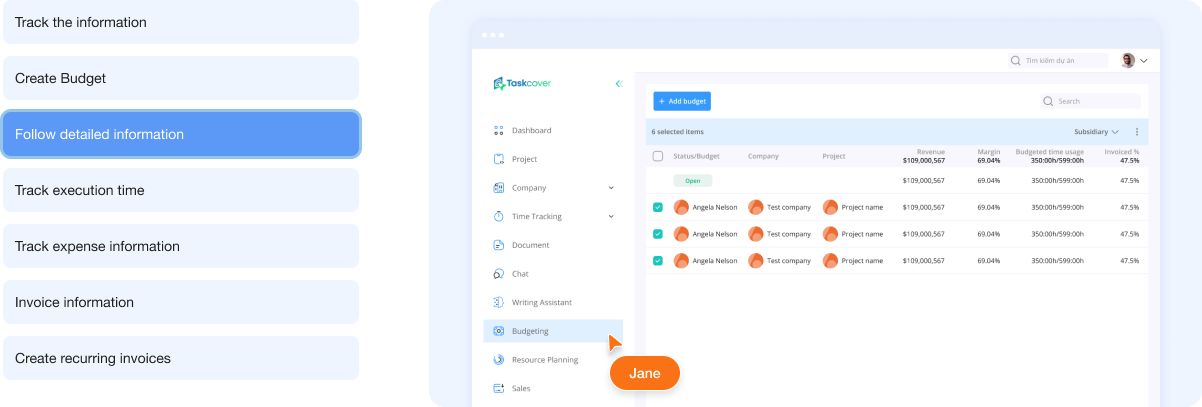 Track the information
Create Budget
Follow detailed information
Track execution time
Track expense information
Invoice information
Create recurring invoices
Tìm kiếm dự án
Taskcover
Dashboard
Project
Company
Time Tracking
Document
Chat
Writing Assistant
Budgeting
Resource Planning
Sales
Jane
+ Add budget
Search
6 selected items
Subsidiary
Status/Budget Company Project Revenue Margin Budgeted time usage Invoiced %
$109,000,567 69.04% 350:00h/599:00h 47.5%
Open $109,000,567 69.04% 350:00h/599:00h 47.5%
Angela Nelson Test company Project name $109,000,567 69.04% 350:00h/599:00h 47.5%
Angela Nelson Test company Project name $109,000,567 69.04% 350:00h/599:00h 47.5%
Angela Nelson Test company Project name $109,000,567 69.04% 350:00h/599:00h 47.5%